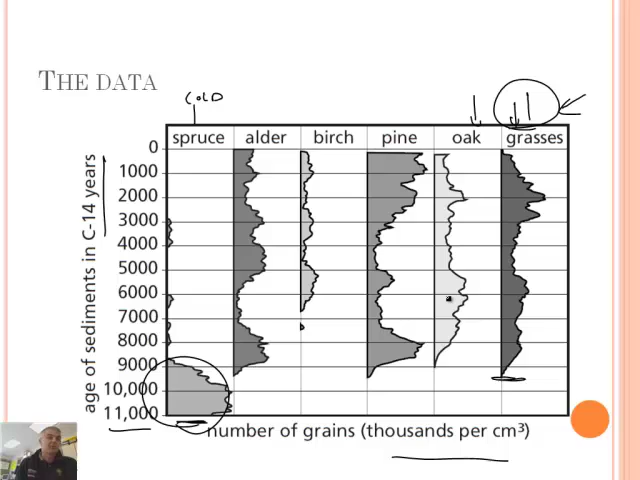 THE DATA
COLD
spruce alder birch pine oak grasses
age of sediments in C-14 years
0
1000
2000
3000
4000
5000
6000
7000
8000
9000
10,000
11,000
number of grains (thousands per cm³)